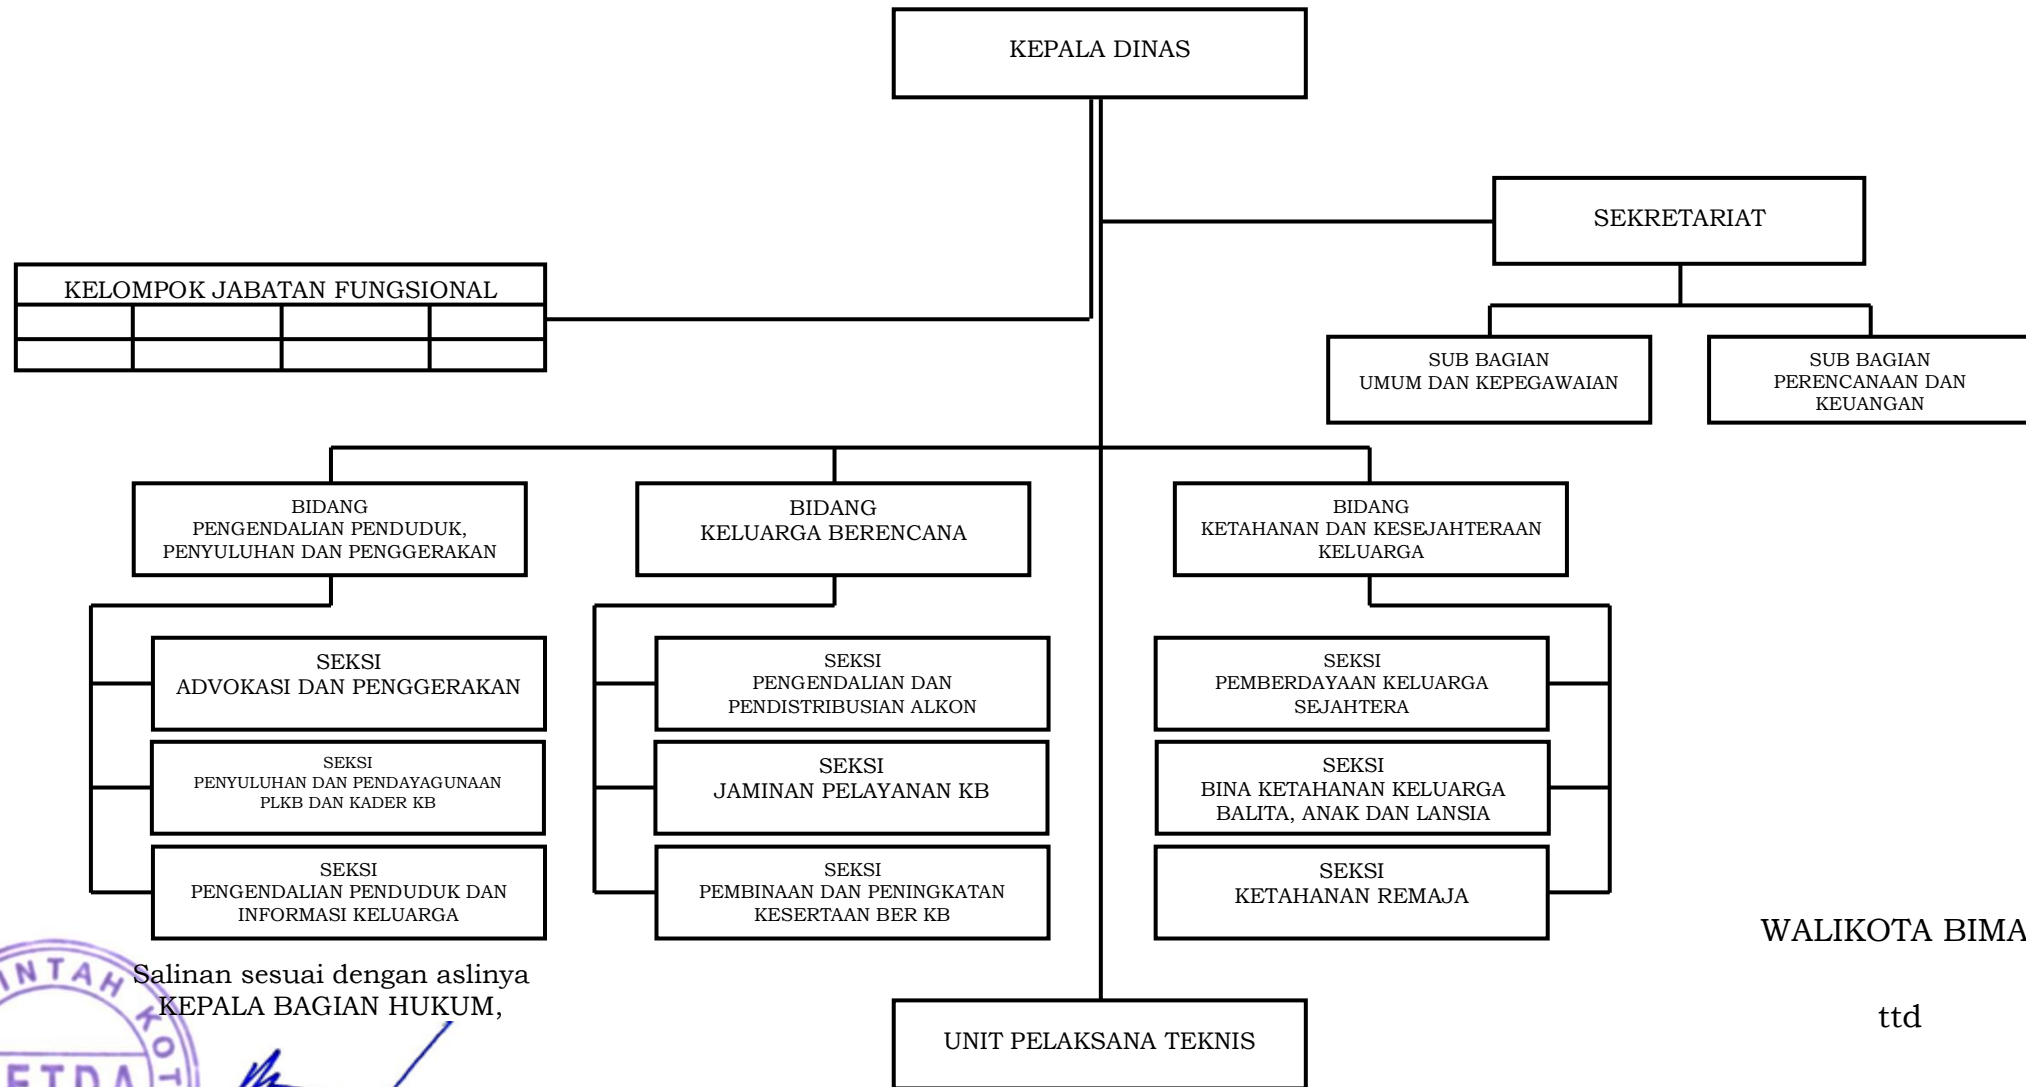 KEPALA DINAS
SEKRETARIAT
KELOMPOK JABATAN FUNGSIONAL
SUB BAGIAN
UMUM DAN KEPEGAWAIAN
SUB BAGIAN
PERENCANAAN DAN
KEUANGAN
BIDANG
PENGENDALIAN PENDUDUK,
PENYULUHAN DAN PENGGERAKAN
BIDANG
KELUARGA BERENCANA
BIDANG
KETAHANAN DAN KESEJAHTERAAN
KELUARGA
SEKSI
ADVOKASI DAN PENGGERAKAN
SEKSI
PENYULUHAN DAN PENDAYAGUNAAN
PLKB DAN KADER KB
SEKSI
PENGENDALIAN PENDUDUK DAN
INFORMASI KELUARGA
SEKSI
PENGENDALIAN DAN
PENDISTRIBUSIAN ALKON
SEKSI
JAMINAN PELAYANAN KB
SEKSI
PEMBINAAN DAN PENINGKATAN
KESERTAAN BER KB
SEKSI
PEMBERDAYAAN KELUARGA
SEJAHTERA
SEKSI
BINA KETAHANAN KELUARGA
BALITA, ANAK DAN LANSIA
SEKSI
KETAHANAN REMAJA
UNIT PELAKSANA TEKNIS
Salinan sesuai dengan aslinya
KEPALA BAGIAN HUKUM,
WALIKOTA BIMA
ttd